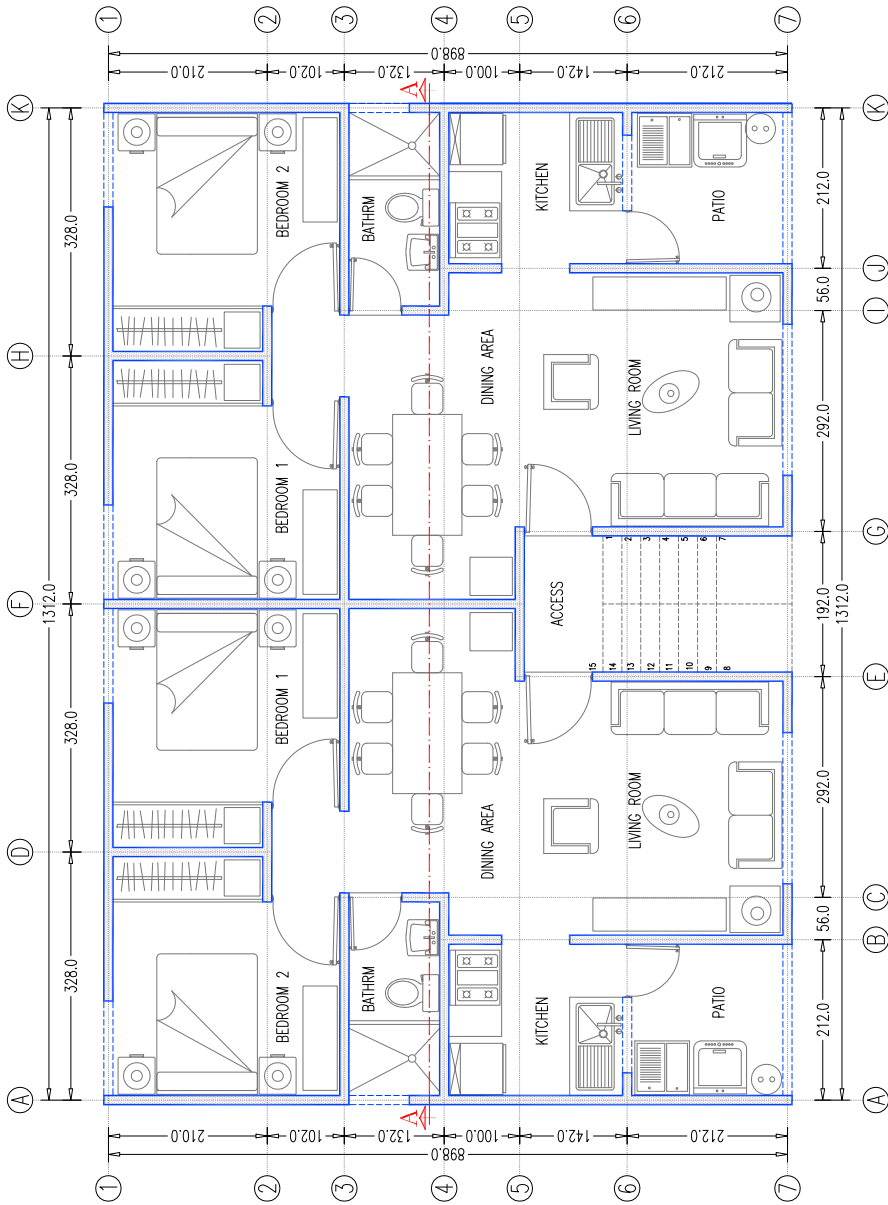 A D F H K
1312.0
328.0 328.0 328.0 328.0
1 1
210.0 210.0
BEDROOM 2 BEDROOM 1 BEDROOM 1 BEDROOM 2
2 2
102.0 102.0
3 3
BATHRM BATHRM
132.0 132.0
898.0 898.0
A A
4 4
DINING AREA DINING AREA
100.0 100.0
5 5
KITCHEN ACCESS KITCHEN
142.0 142.0
15
14 1
13 2
12 3
11 4
10 5
9 6
8 7
6 6
LIVING ROOM LIVING ROOM
PATIO PATIO
212.0 212.0
7 7
212.0 56.0 292.0 192.0 292.0 56.0 212.0
1312.0
A B C E G I J K